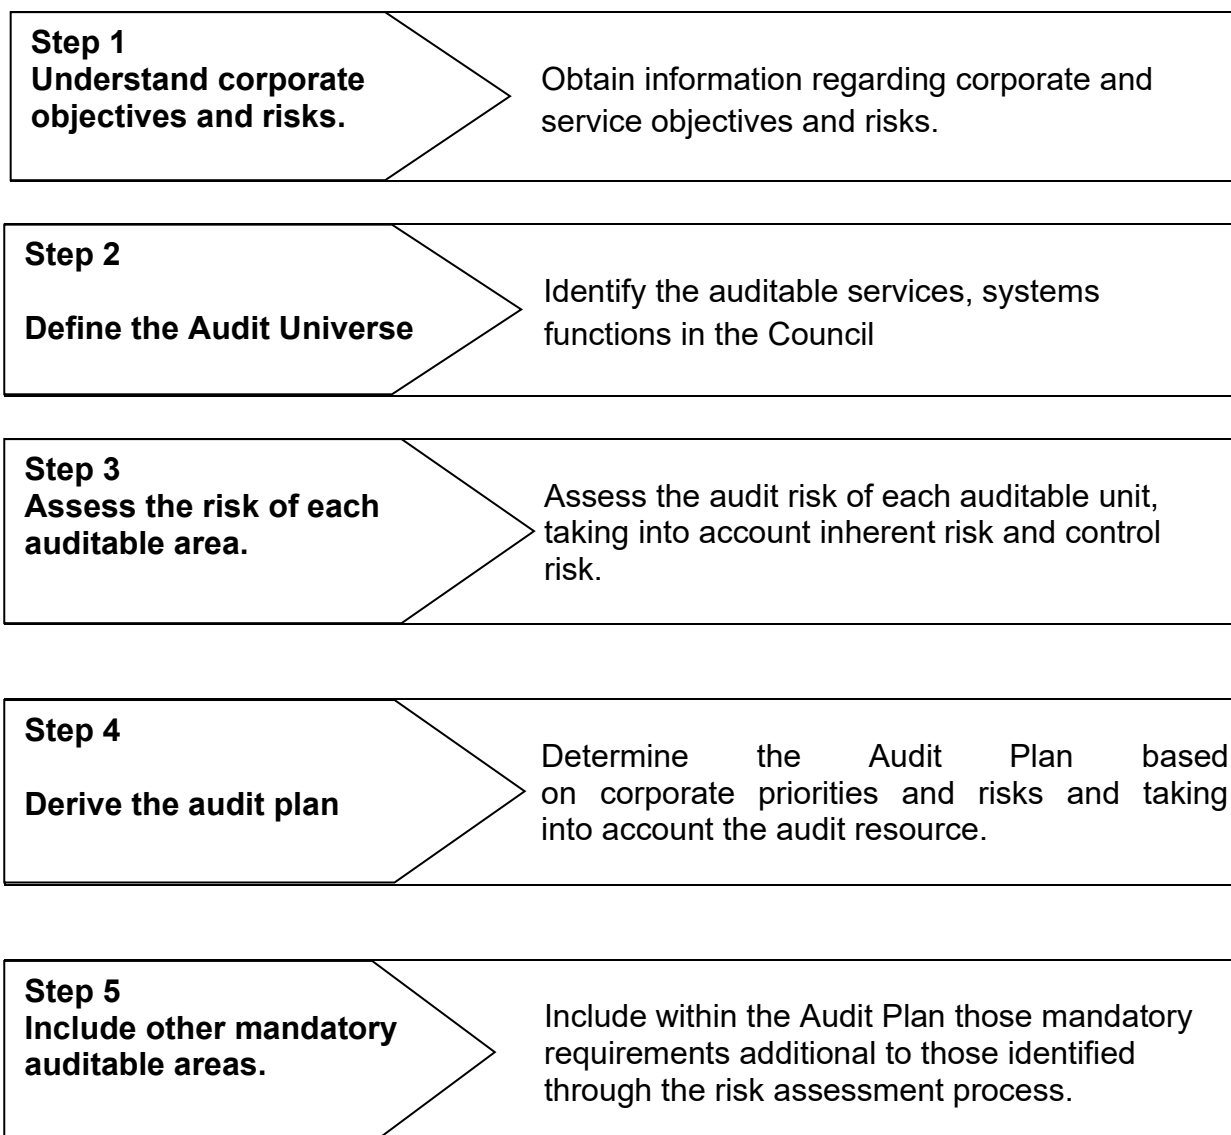 Step 1
Understand corporate
objectives and risks.
Obtain information regarding corporate and
service objectives and risks.
Step 2
Define the Audit Universe
Identify the auditable services, systems
functions in the Council
Step 3
Assess the risk of each
auditable area.
Assess the audit risk of each auditable unit,
taking into account inherent risk and control
risk.
Step 4
Derive the audit plan
Determine the Audit Plan based
on corporate priorities and risks and taking
into account the audit resource.
Step 5
Include other mandatory
auditable areas.
Include within the Audit Plan those mandatory
requirements additional to those identified
through the risk assessment process.